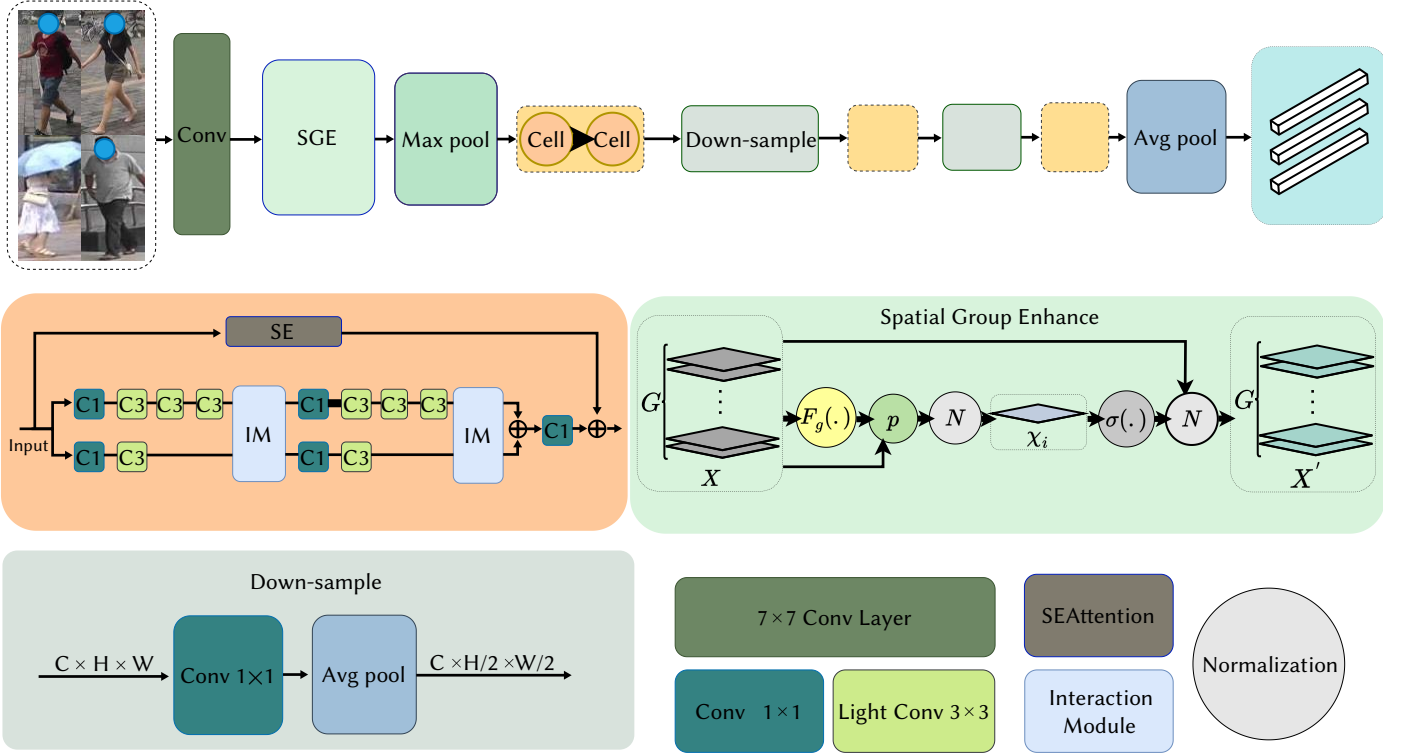 Conv
SGE
Max pool
Cell
Cell
Down-sample
Avg pool
SE
C1
C3
C3
C3
IM
C1
C3
C3
C3
IM
C1
Input
C1
C3
C1
C3
Spatial Group Enhance
G
X
F_g(.)
p
N
χ_i
σ(.)
N
G
X'
Down-sample
C × H × W
Conv 1×1
Avg pool
C ×H/2 ×W/2
7×7 Conv Layer
SEAttention
Normalization
Conv 1×1
Light Conv 3×3
Interaction
Module